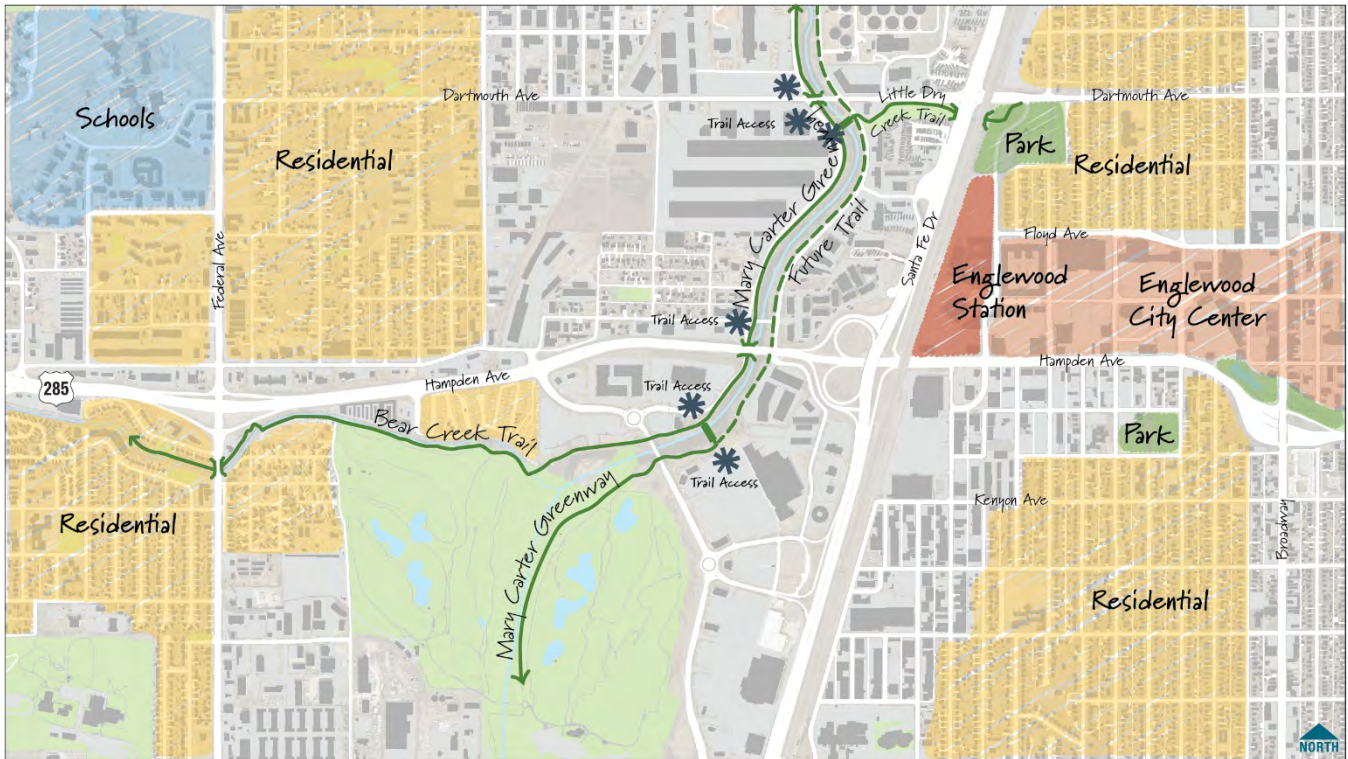 Schools
Residential
Dartmouth Ave
Trail Access
Little Dry
Creek Trail
Dartmouth Ave
Park
Residential
Federal Ave
Mary Carter Green
Future Trail
Santa Fe Dr
Floyd Ave
Englewood
Station
Englewood
City Center
Trail Access
Hampden Ave
285
Hampden Ave
Trail Access
Bear Creek Trail
Park
Trail Access
Residential
Mary Carter Greenway
Kenyon Ave
Broadway
Residential
NORTH